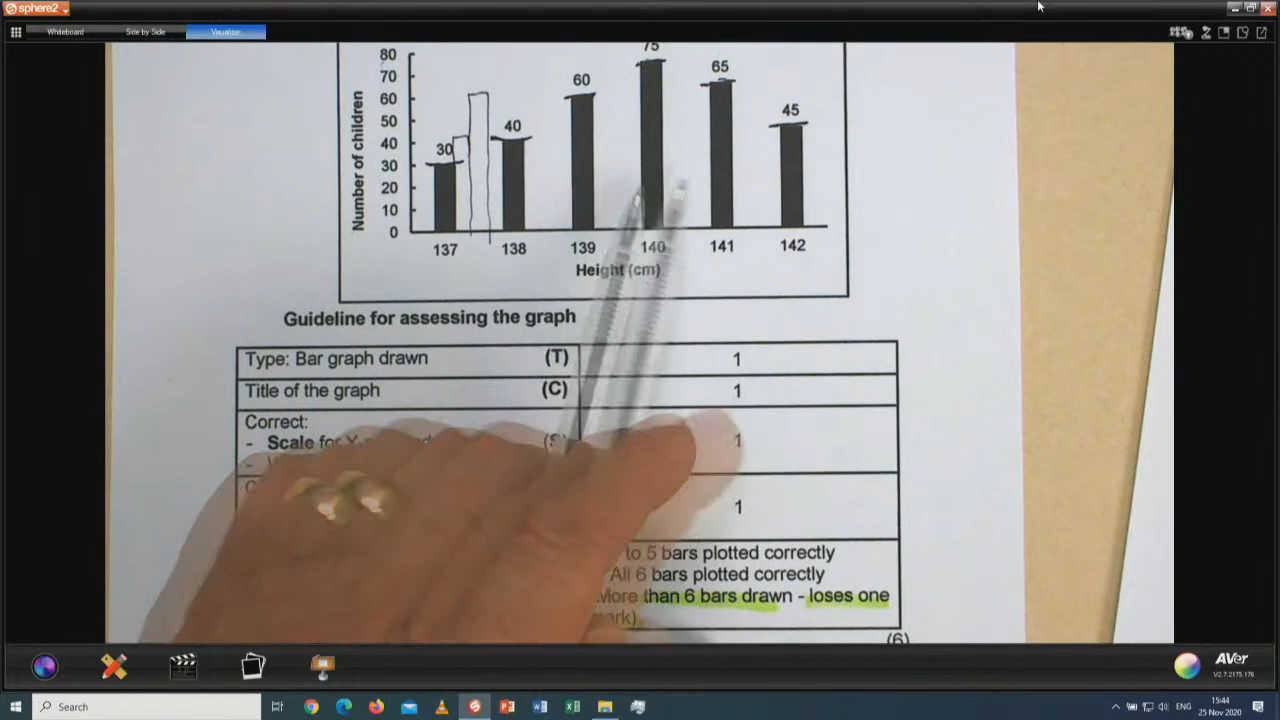 sphere2
Whiteboard
Side by Side
Visualizer
75
80
70
65
60
60
50
45
40
40
30
30
20
10
0
Number of children
137
138
139
140
141
142
Height (cm)
Guideline for assessing the graph
Type: Bar graph drawn (T) 1
Title of the graph (C) 1
Correct:
- Scale for (S) 1
1
to 5 bars plotted correctly
All 6 bars plotted correctly
More than 6 bars drawn - loses one
(6)
AVer
V2.7.2175.176
Search
ENG
15:44
25 Nov 2020